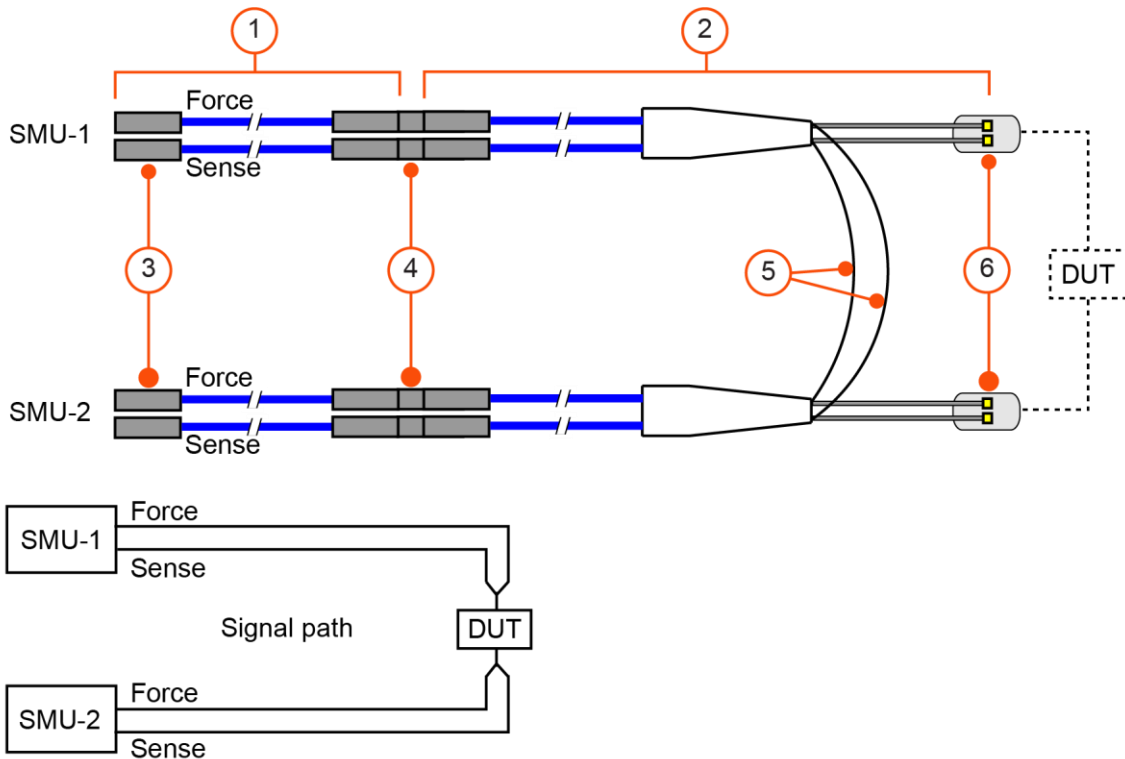 1
2
Force
SMU-1
Sense
3
4
5
6
DUT
Force
SMU-2
Sense
Force
SMU-1
Sense
Signal path
DUT
Force
SMU-2
Sense